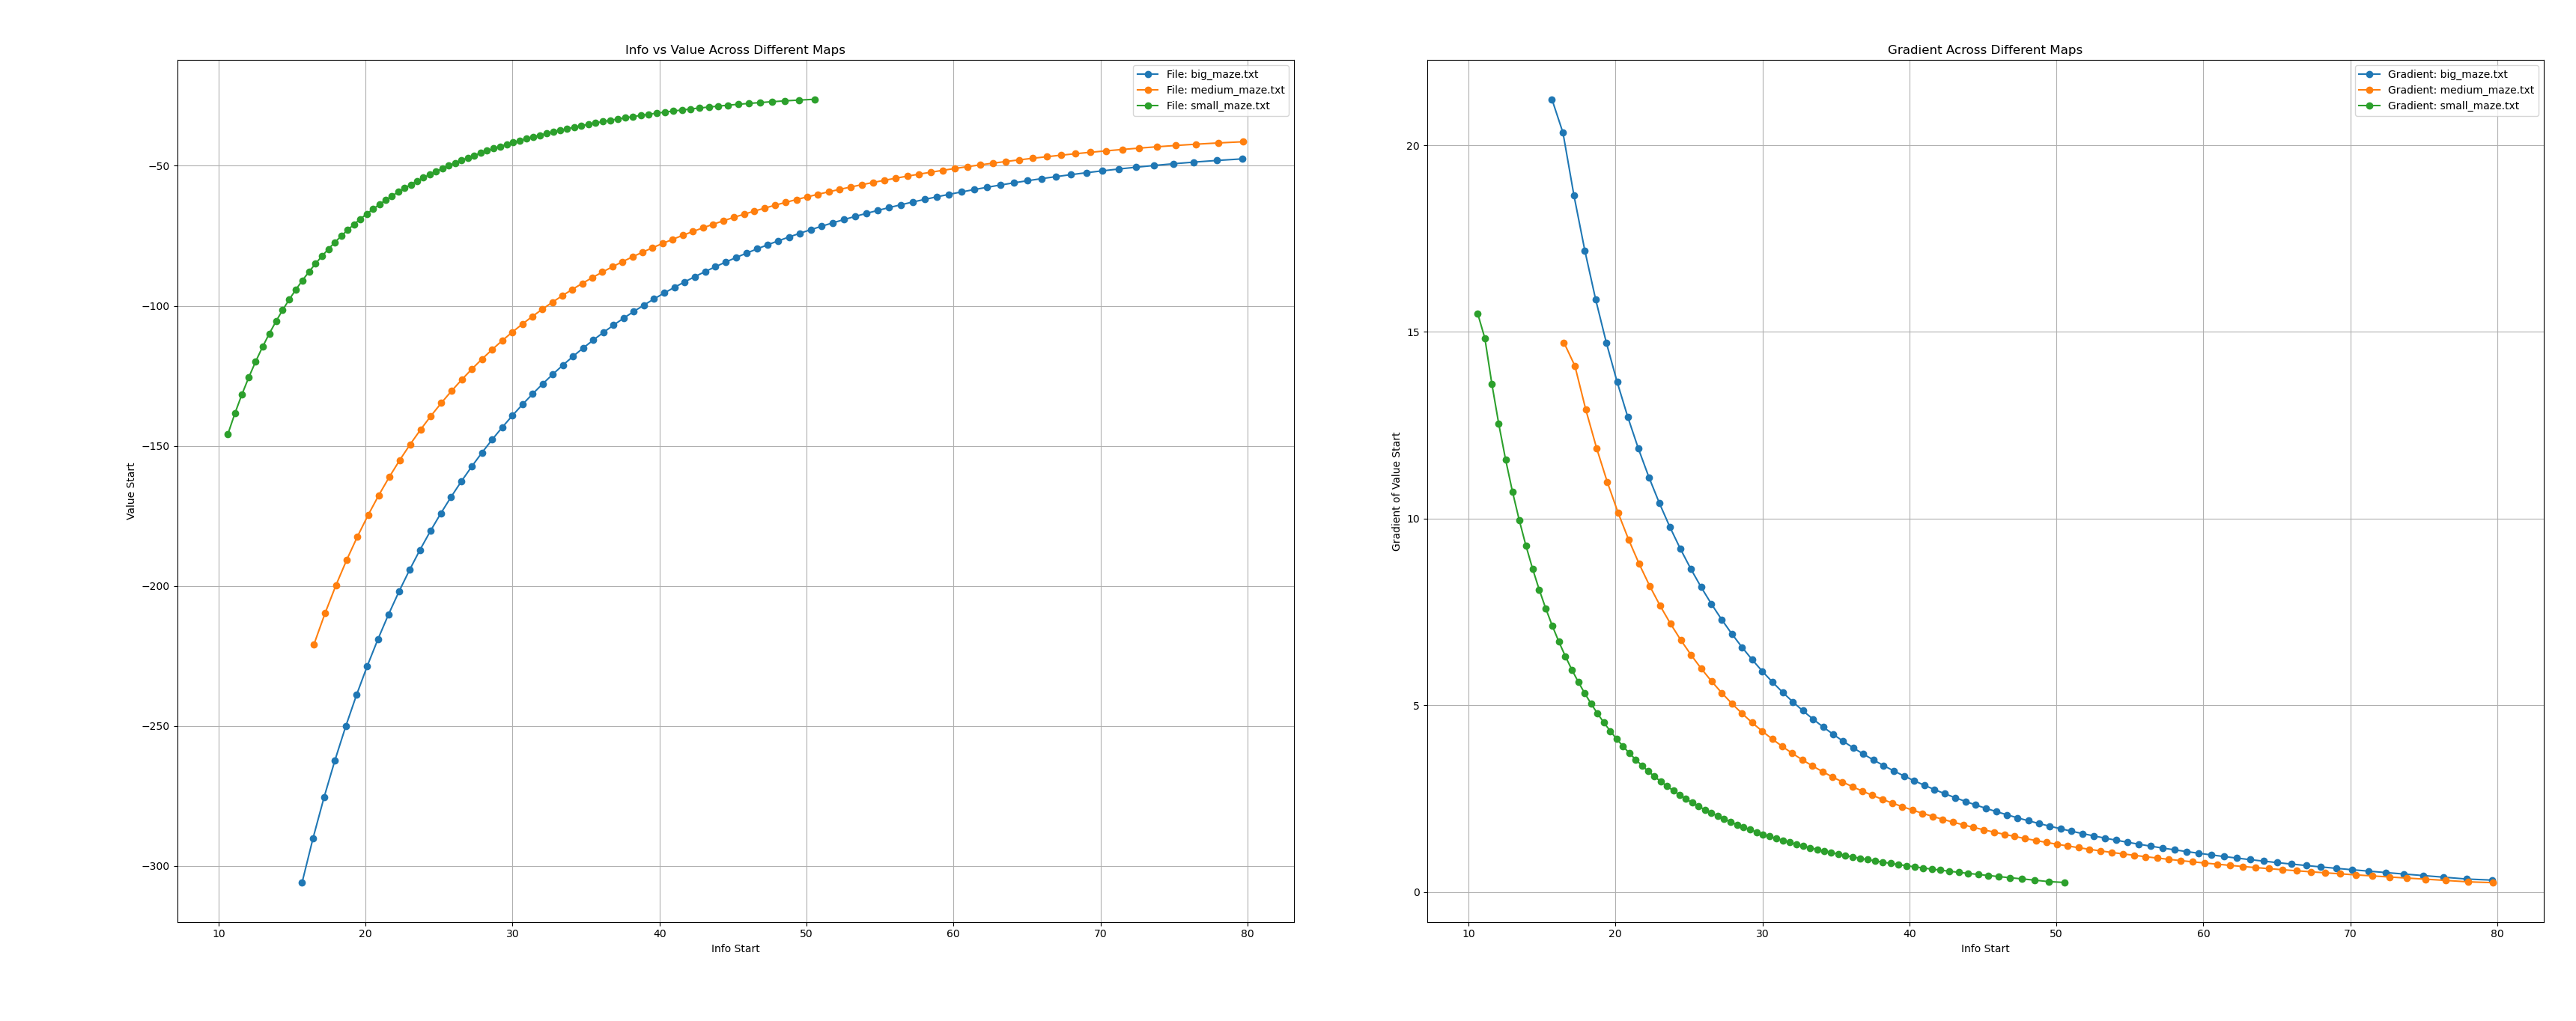 Info vs Value Across Different Maps
File: big_maze.txt
File: medium_maze.txt
File: small_maze.txt
−50
−100
−150
−200
−250
−300
Value Start
10 20 30 40 50 60 70 80
Info Start
Gradient Across Different Maps
Gradient: big_maze.txt
Gradient: medium_maze.txt
Gradient: small_maze.txt
20
15
10
5
0
Gradient of Value Start
10 20 30 40 50 60 70 80
Info Start